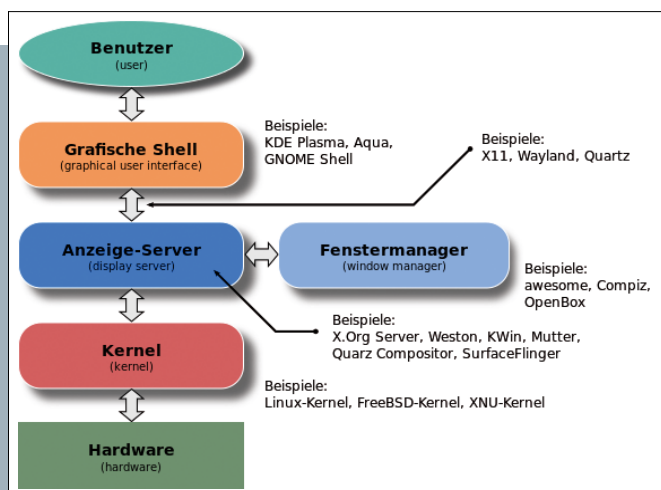 Benutzer
(user)
Grafische Shell
(graphical user interface)
Beispiele:
KDE Plasma, Aqua,
GNOME Shell
Beispiele:
X11, Wayland, Quartz
Anzeige-Server
(display server)
Fenstermanager
(window manager)
Beispiele:
awesome, Compiz,
OpenBox
Beispiele:
X.Org Server, Weston, KWin, Mutter,
Quarz Compositor, SurfaceFlinger
Kernel
(kernel)
Beispiele:
Linux-Kernel, FreeBSD-Kernel, XNU-Kernel
Hardware
(hardware)